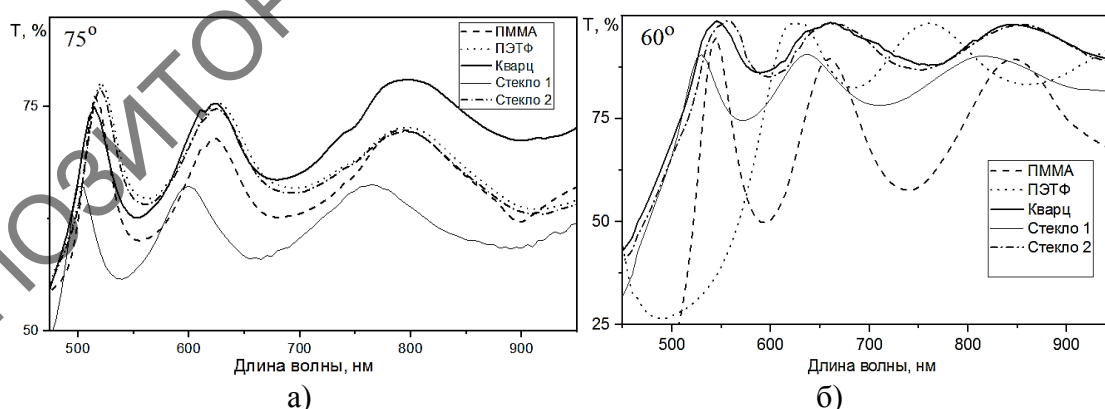 ПОЗИТОР
T, %
75°
ПММА
ПЭТФ
Кварц
Стекло 1
Стекло 2
75
50
500
600
700
800
900
Длина волны, нм
а)
T, %
60°
ПММА
ПЭТФ
Кварц
Стекло 1
Стекло 2
75
50
25
500
600
700
800
900
Длина волны, нм
б)